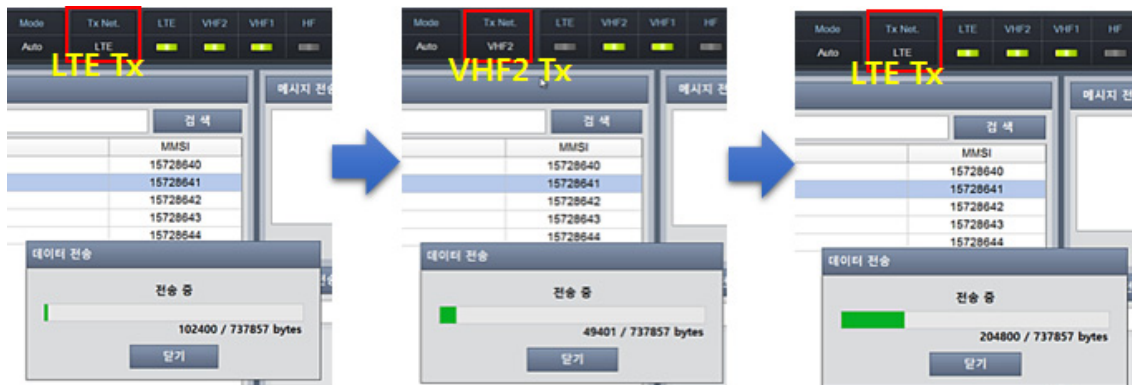 Mode Tx Net. LTE VHF2 VHF1 HF
Auto LTE
LTE Tx
메시지 전송
검 색
MMSI
15728640
15728641
15728642
15728643
15728644
데이터 전송
전송 중
102400 / 737857 bytes
닫기
Mode Tx Net. LTE VHF2 VHF1 HF
Auto VHF2
VHF2 Tx
메시지 전
검 색
MMSI
15728640
15728641
15728642
15728643
15728644
데이터 전송
전송 중
49401 / 737857 bytes
닫기
Mode Tx Net. LTE VHF2 VHF1 HF
Auto LTE
LTE Tx
메시지 전
검 색
MMSI
15728640
15728641
15728642
15728643
15728644
데이터 전송
전송 중
204800 / 737857 bytes
닫기